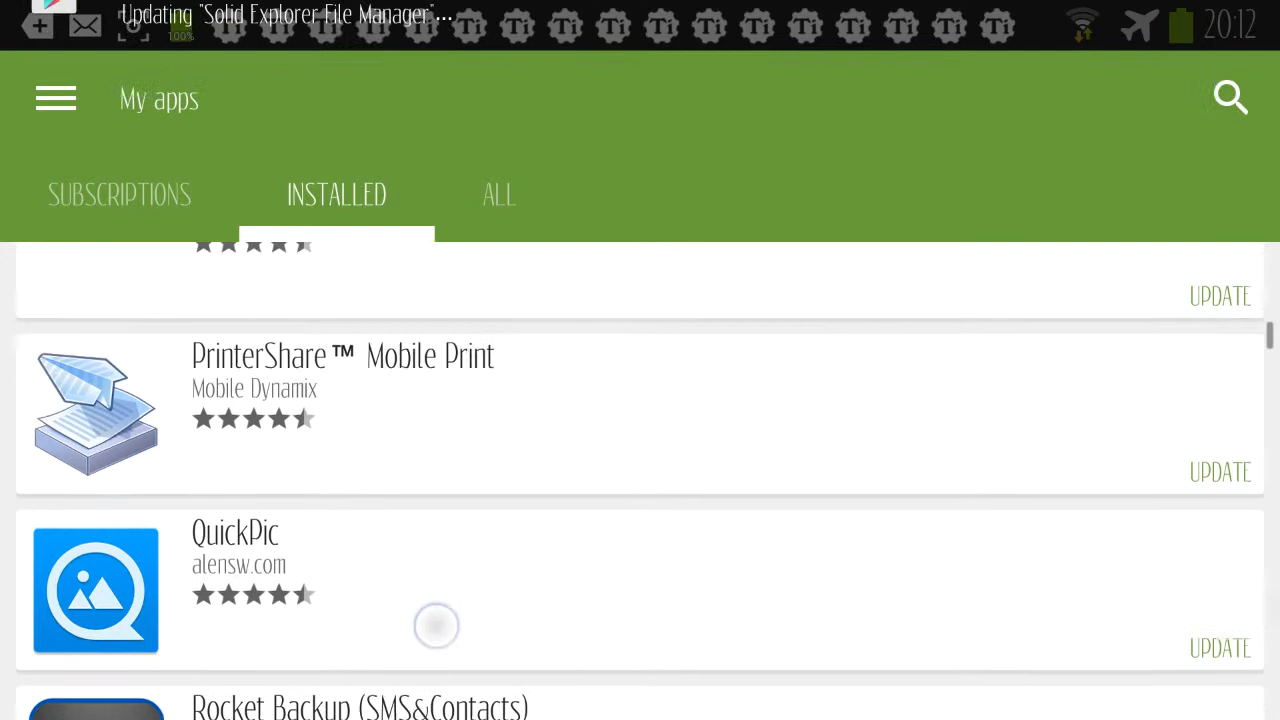 Updating "Solid Explorer File Manager"...
100%
20:12
My apps
SUBSCRIPTIONS INSTALLED ALL
UPDATE
PrinterShare™ Mobile Print
Mobile Dynamix
UPDATE
QuickPic
alensw.com
UPDATE
Rocket Backup (SMS&Contacts)